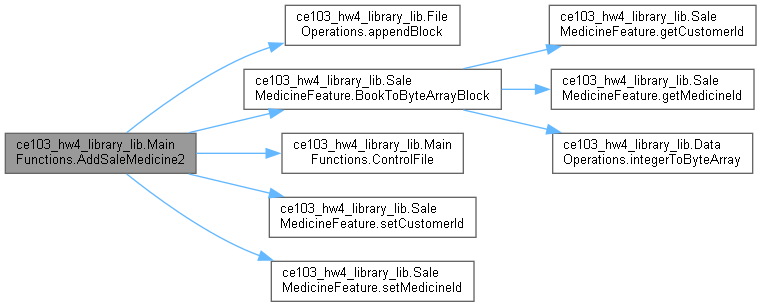 ce103_hw4_library_lib.Main
Functions.AddSaleMedicine2
ce103_hw4_library_lib.File
Operations.appendBlock
ce103_hw4_library_lib.Sale
MedicineFeature.BookToByteArrayBlock
ce103_hw4_library_lib.Main
Functions.ControlFile
ce103_hw4_library_lib.Sale
MedicineFeature.setCustomerId
ce103_hw4_library_lib.Sale
MedicineFeature.setMedicineId
ce103_hw4_library_lib.Sale
MedicineFeature.getCustomerId
ce103_hw4_library_lib.Sale
MedicineFeature.getMedicineId
ce103_hw4_library_lib.Data
Operations.integerToByteArray